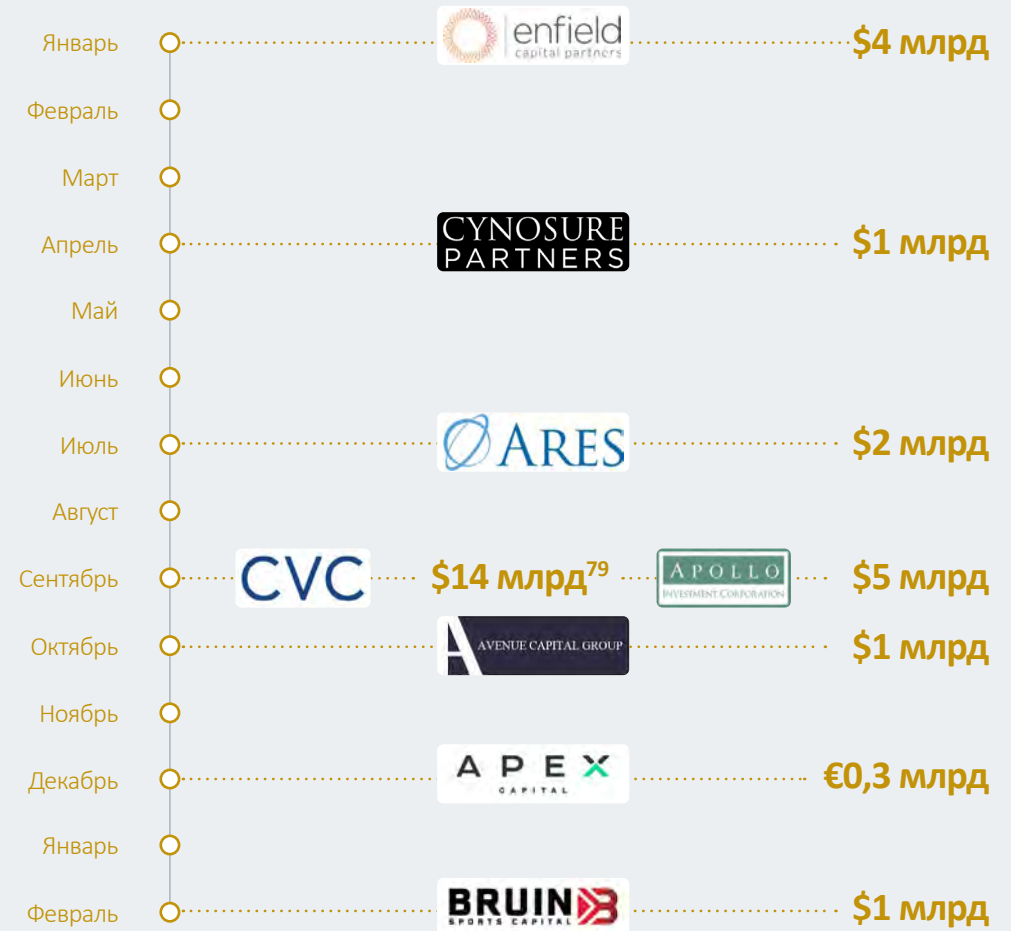 Январь enfield $4 млрд
capital partners
Февраль
Март
Апрель CYNOSURE $1 млрд
PARTNERS
Май
Июнь
Июль ARES $2 млрд
Август
Сентябрь CVC $14 млрд79 APOLLO $5 млрд
INVESTMENT CORPORATION
Октябрь A AVENUE CAPITAL GROUP $1 млрд
Ноябрь
Декабрь APEX €0,3 млрд
CAPITAL
Январь
Февраль BRUIN $1 млрд
SPORTS CAPITAL